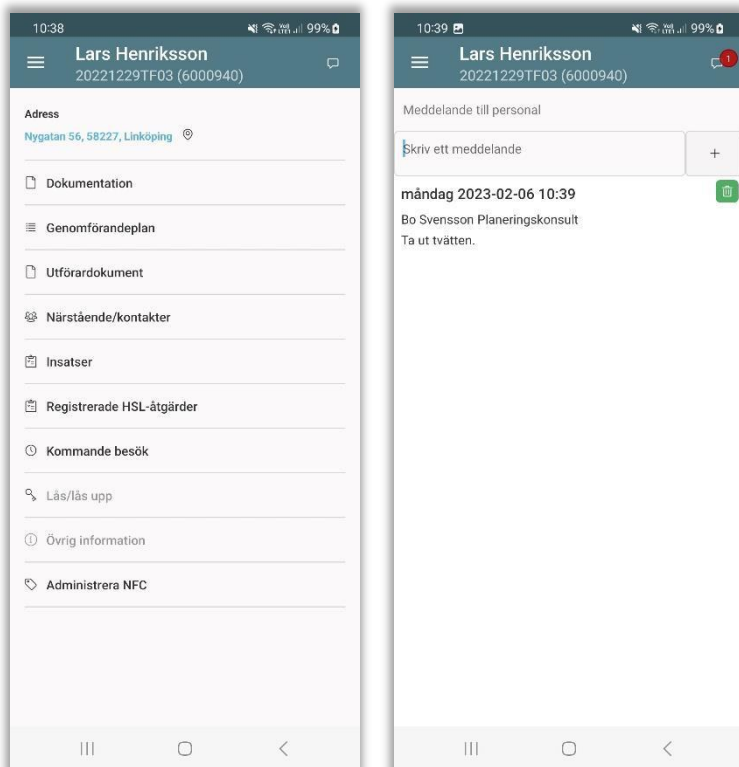 10:38
99%
Lars Henriksson
20221229TF03 (6000940)
Adress
Nygatan 56, 58227, Linköping
Dokumentation
Genomförandeplan
Utförardokument
Närstående/kontakter
Insatser
Registrerade HSL-åtgärder
Kommande besök
Lås/lås upp
Övrig information
Administrera NFC
10:39
99%
Lars Henriksson
20221229TF03 (6000940)
1
Meddelande till personal
Skriv ett meddelande
+
måndag 2023-02-06 10:39
Bo Svensson Planeringskonsult
Ta ut tvätten.